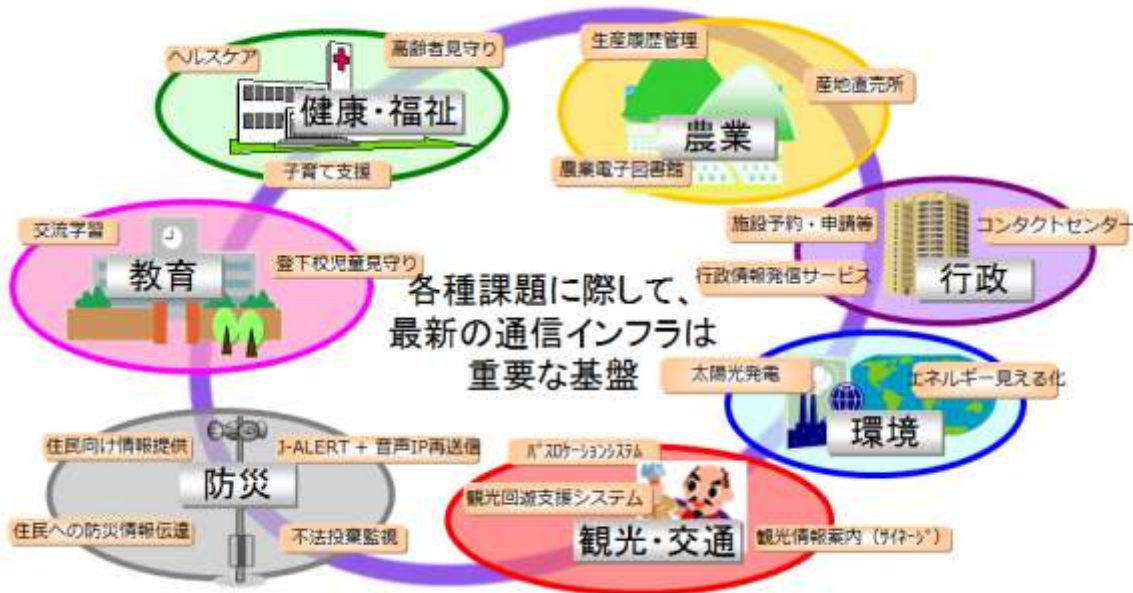 ヘルスケア
高齢者見守り
健康・福祉
子育て支援
生産履歴管理
産地直売所
農業
農業電子図書館
施設予約・申請等
コンタクトセンター
行政情報発信サービス
行政
太陽光発電
エネルギー見える化
環境
バスロケーションシステム
観光回遊支援システム
観光・交通
観光情報案内（サイネージ）
住民向け情報提供
J-ALERT + 音声IP再送信
防災
住民への防災情報伝達
不法投棄監視
交流学習
登下校児童見守り
教育
各種課題に際して、
最新の通信インフラは
重要な基盤